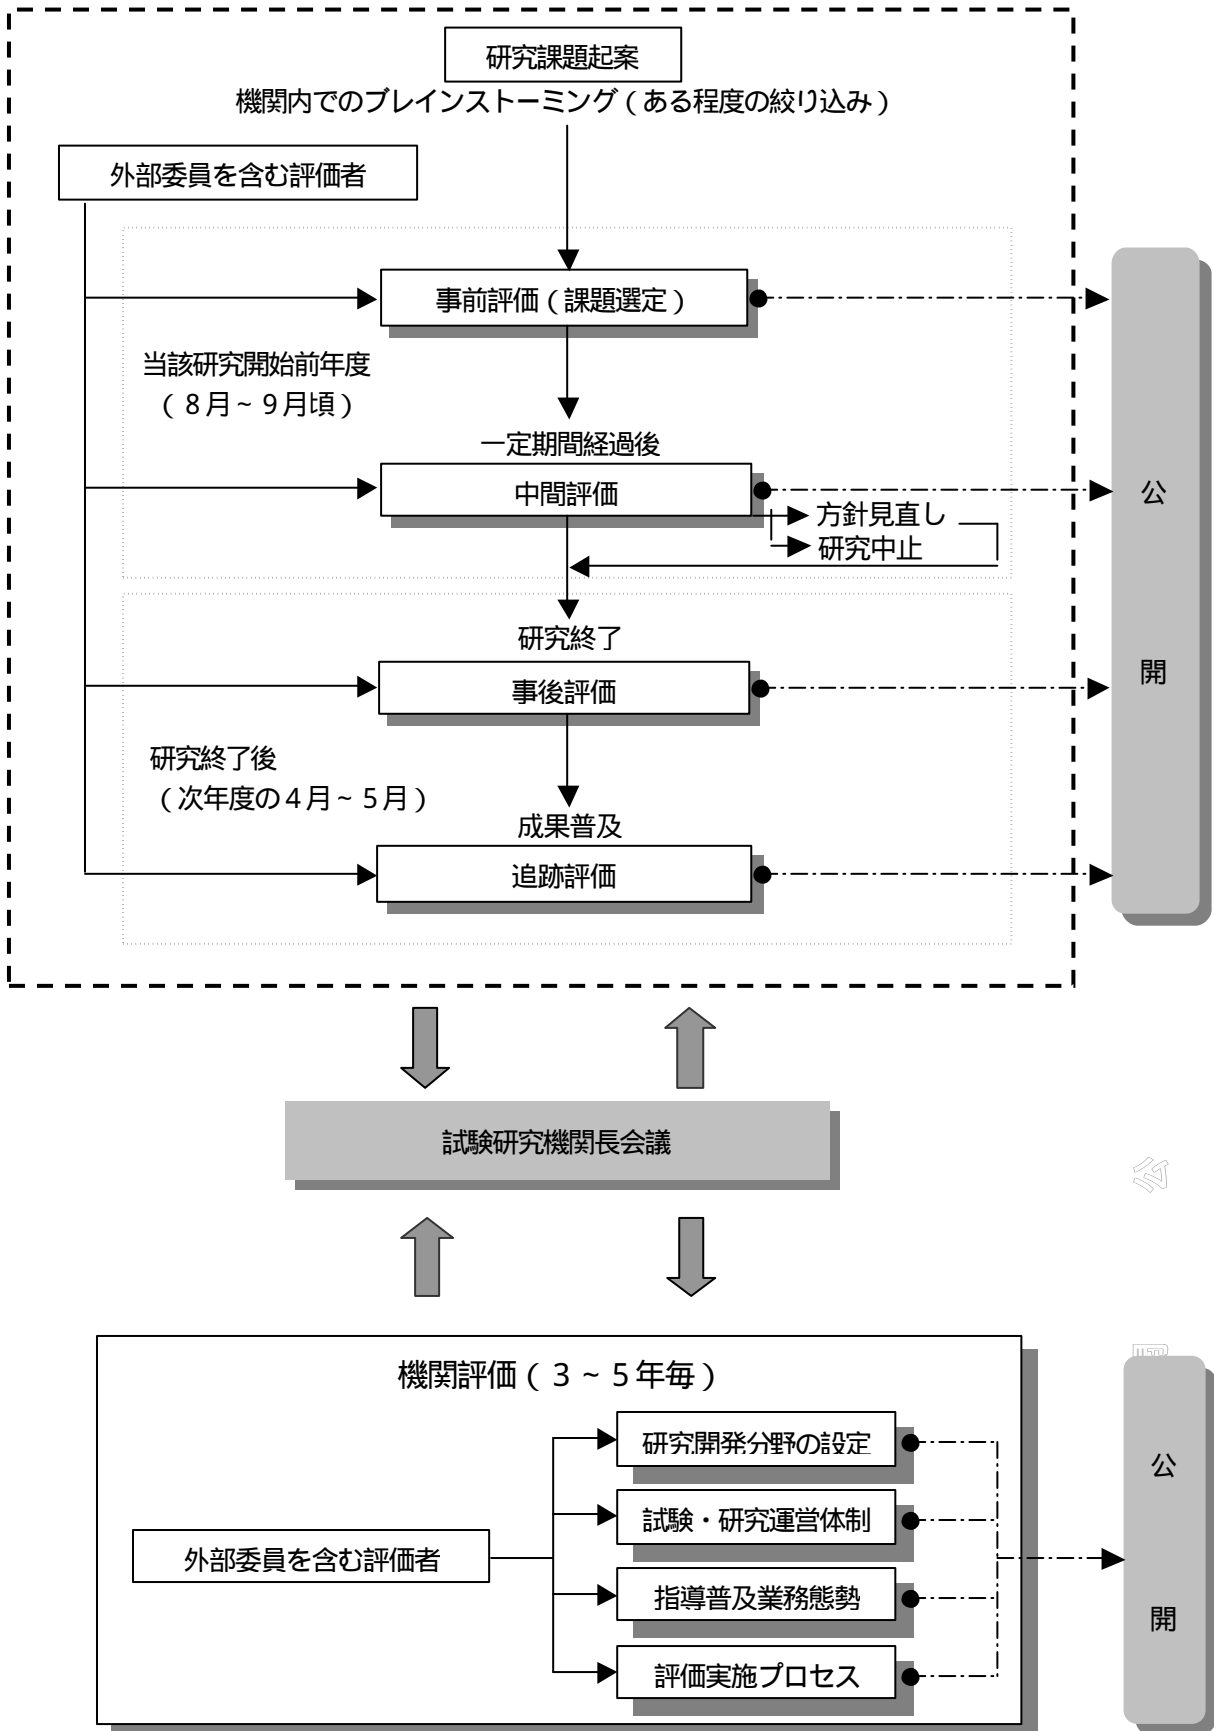 研究課題起案
機関内でのブレインストーミング（ある程度の絞り込み）
外部委員を含む評価者
事前評価（課題選定）
当該研究開始前年度
（８月～９月頃）
一定期間経過後
中間評価
方針見直し
研究中止
研究終了
事後評価
研究終了後
（次年度の４月～５月）
成果普及
追跡評価
公
開
試験研究機関長会議
公
機関評価（３～５年毎）
研究開発分野の設定
試験・研究運営体制
外部委員を含む評価者
指導普及業務態勢
評価実施プロセス
公
開